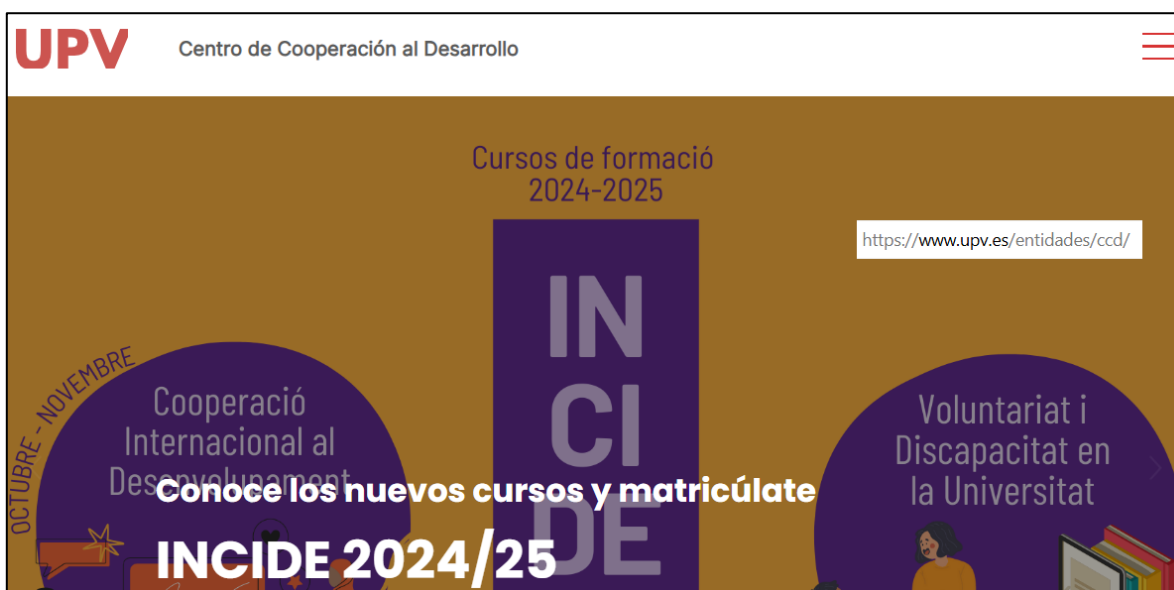 UPV
Centro de Cooperación al Desarrollo
Cursos de formació
2024-2025
https://www.upv.es/entidades/ccd/
IN
CI
DE
OCTUBRE - NOVEMBRE
Cooperació
Internacional al
Desenvolupament
Voluntariat i
Discapacitat en
la Universitat
Conoce los nuevos cursos y matricúlate
INCIDE 2024/25